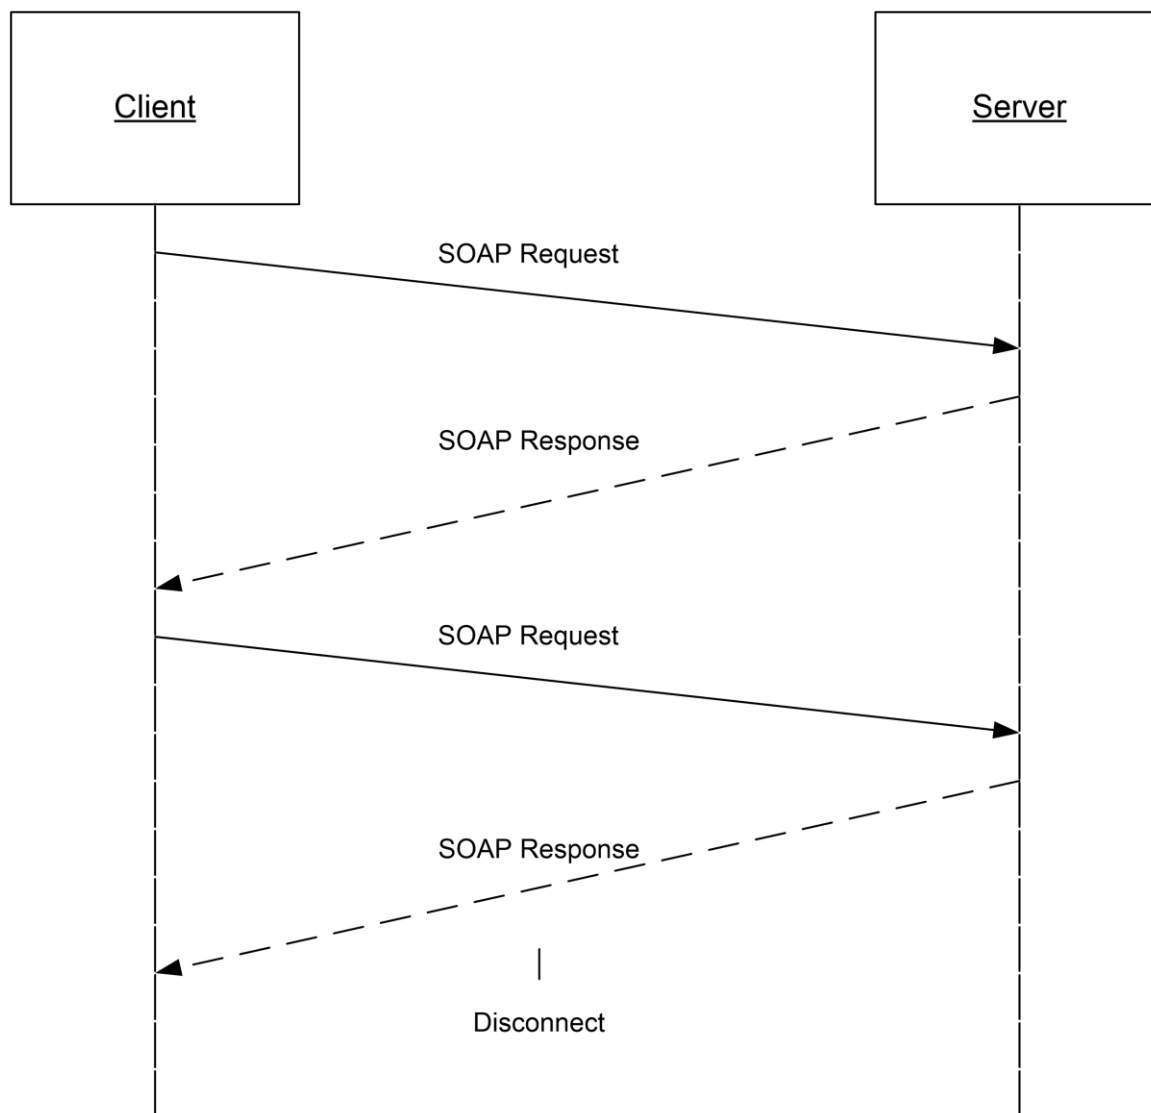 Client
Server
SOAP Request
SOAP Response
SOAP Request
SOAP Response
Disconnect